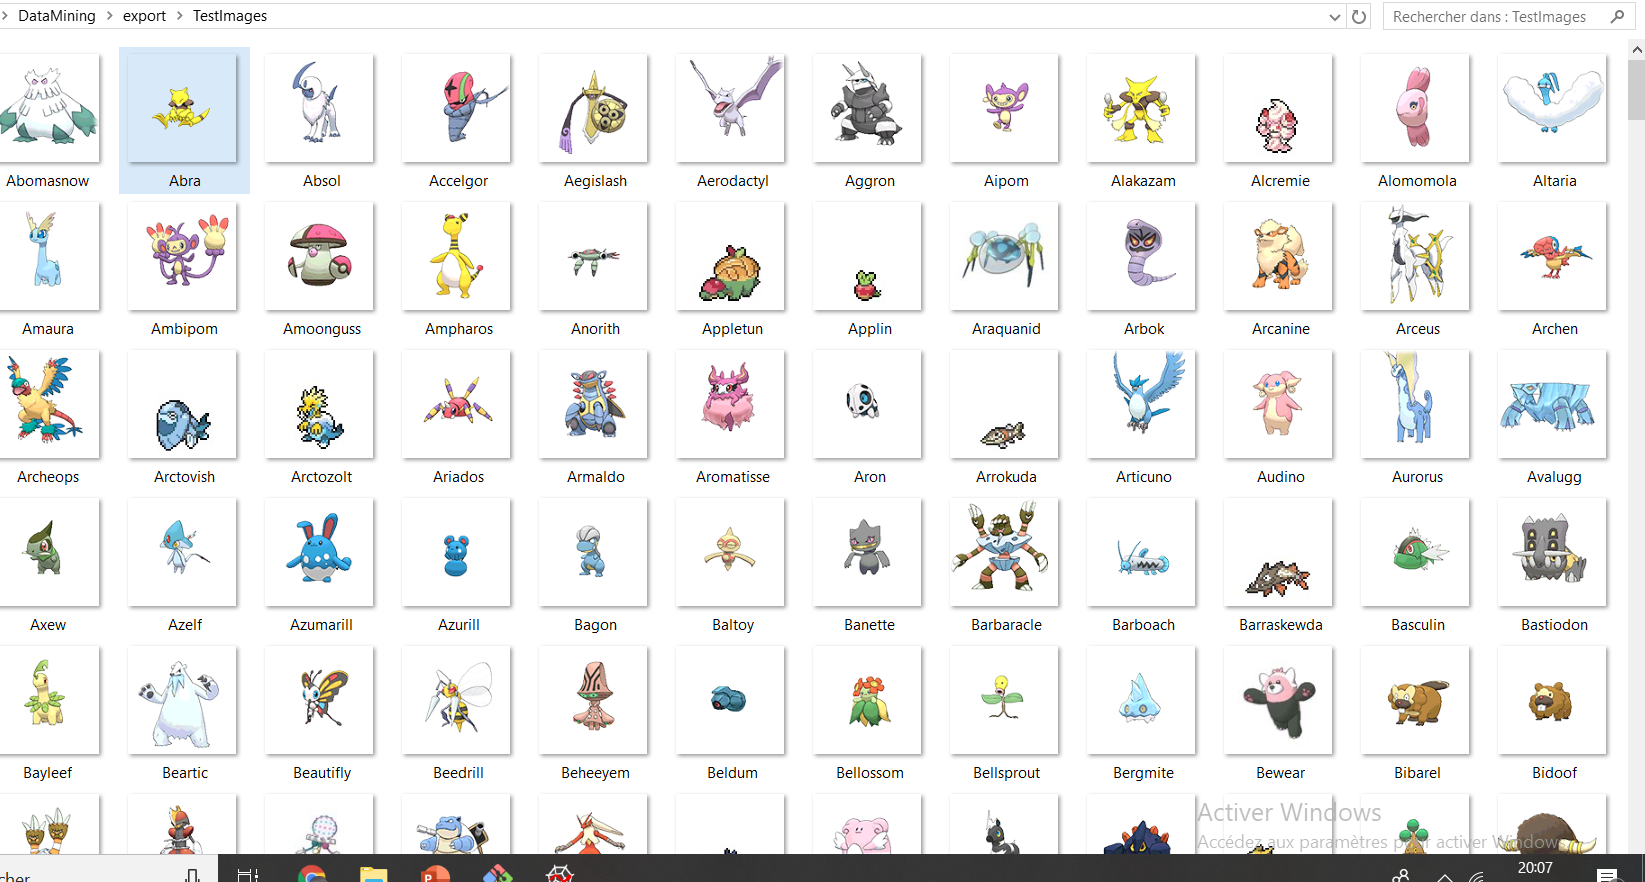 DataMining > export > TestImages
Rechercher dans : TestImages
Abomasnow Abra Absol Accelgor Aegislash Aerodactyl Aggron Aipom Alakazam Alcremie Alomomola Altaria
Amaura Ambipom Amoonguss Ampharos Anorith Appletun Applin Araquanid Arbok Arcanine Arceus Archen
Archeops Arctovish Arctozolt Ariados Armaldo Aromatisse Aron Arrokuda Articuno Audino Aurorus Avalugg
Axew Azelf Azumarill Azurill Bagon Baltoy Banette Barbaracle Barboach Barraskewda Basculin Bastiodon
Bayleef Beartic Beautifly Beedrill Beheeyem Beldum Bellossom Bellsprout Bergmite Bewear Bibarel Bidoof
Activer Windows
Accédez aux paramètres pour activer Windows.
cher
20:07